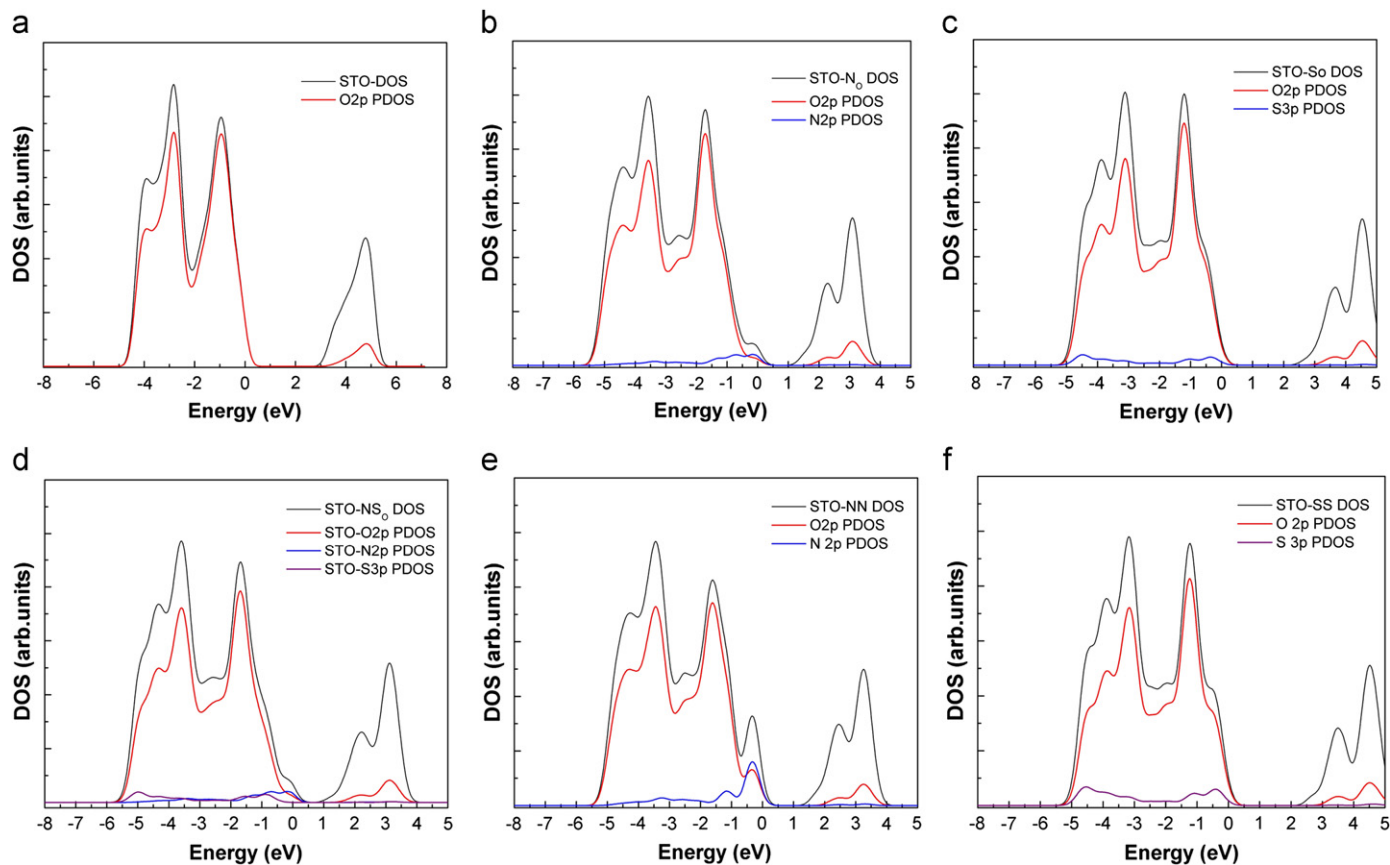 a
STO-DOS
O2p PDOS
DOS (arb.units)
-8 -6 -4 -2 0 2 4 6 8
Energy (eV)
b
STO-No DOS
O2p PDOS
N2p PDOS
DOS (arb.units)
-8 -7 -6 -5 -4 -3 -2 -1 0 1 2 3 4 5
Energy (eV)
c
STO-So DOS
O2p PDOS
S3p PDOS
DOS (arb.units)
-8 -7 -6 -5 -4 -3 -2 -1 0 1 2 3 4 5
Energy (eV)
d
STO-NSo DOS
STO-O2p PDOS
STO-N2p PDOS
STO-S3p PDOS
DOS (arb.units)
-8 -7 -6 -5 -4 -3 -2 -1 0 1 2 3 4 5
Energy (eV)
e
STO-NN DOS
O2p PDOS
N 2p PDOS
DOS (arb.units)
-8 -7 -6 -5 -4 -3 -2 -1 0 1 2 3 4 5
Energy (eV)
f
STO-SS DOS
O 2p PDOS
S 3p PDOS
DOS (arb.units)
-8 -7 -6 -5 -4 -3 -2 -1 0 1 2 3 4 5
Energy (eV)